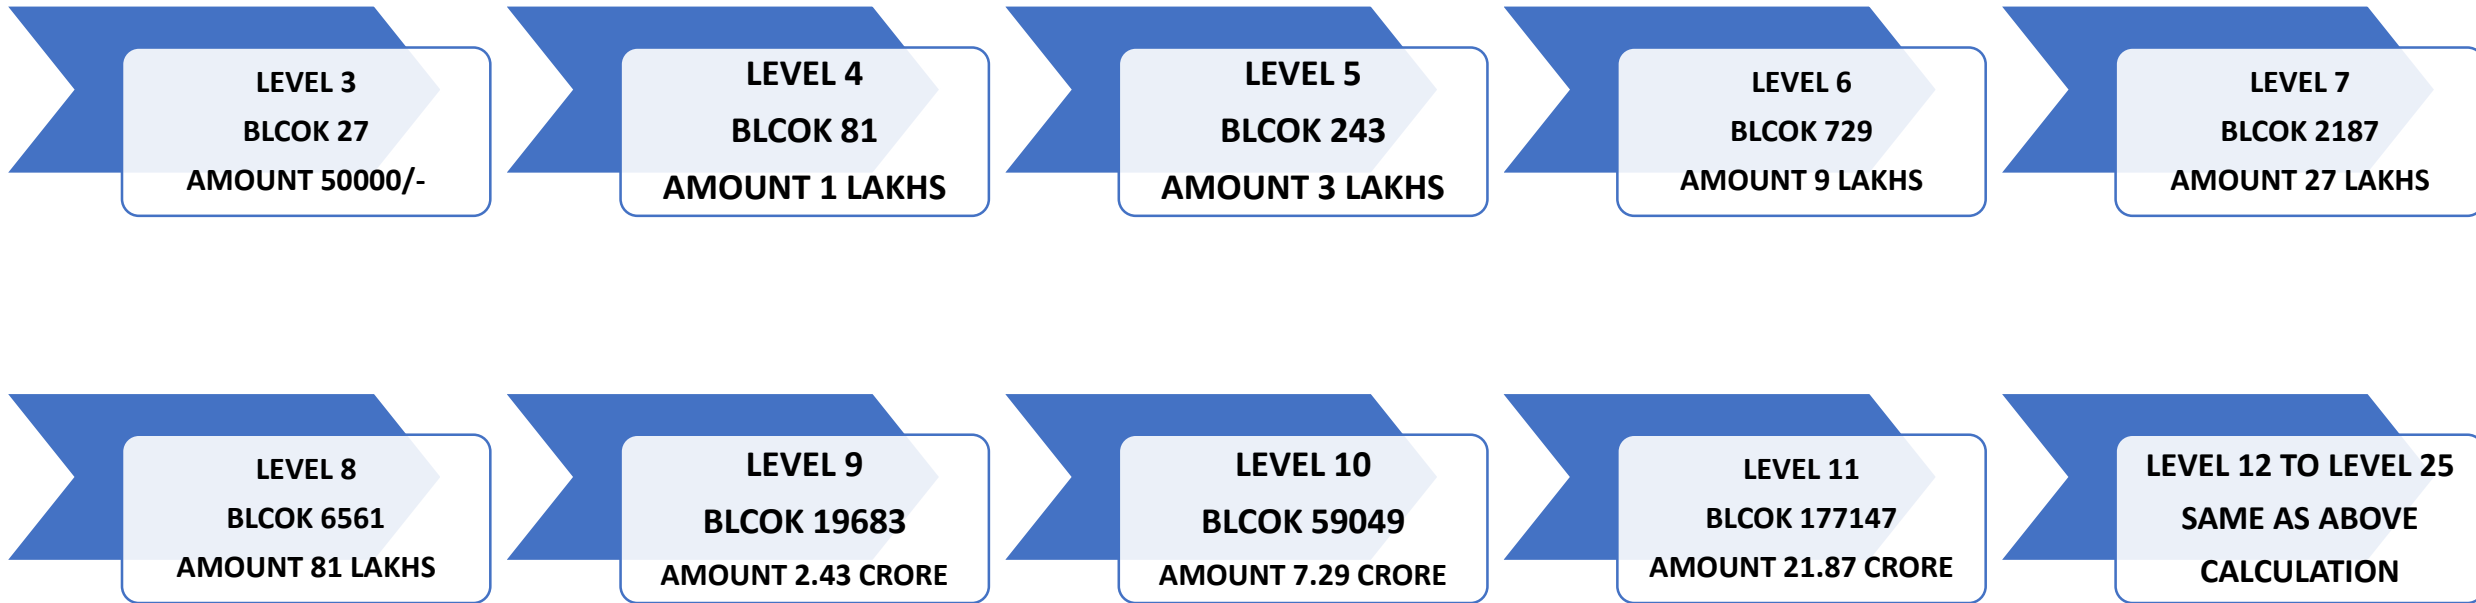 LEVEL 3
BLCOK 27
AMOUNT 50000/-
LEVEL 4
BLCOK 81
AMOUNT 1 LAKHS
LEVEL 5
BLCOK 243
AMOUNT 3 LAKHS
LEVEL 6
BLCOK 729
AMOUNT 9 LAKHS
LEVEL 7
BLCOK 2187
AMOUNT 27 LAKHS
LEVEL 8
BLCOK 6561
AMOUNT 81 LAKHS
LEVEL 9
BLCOK 19683
AMOUNT 2.43 CRORE
LEVEL 10
BLCOK 59049
AMOUNT 7.29 CRORE
LEVEL 11
BLCOK 177147
AMOUNT 21.87 CRORE
LEVEL 12 TO LEVEL 25
SAME AS ABOVE
CALCULATION